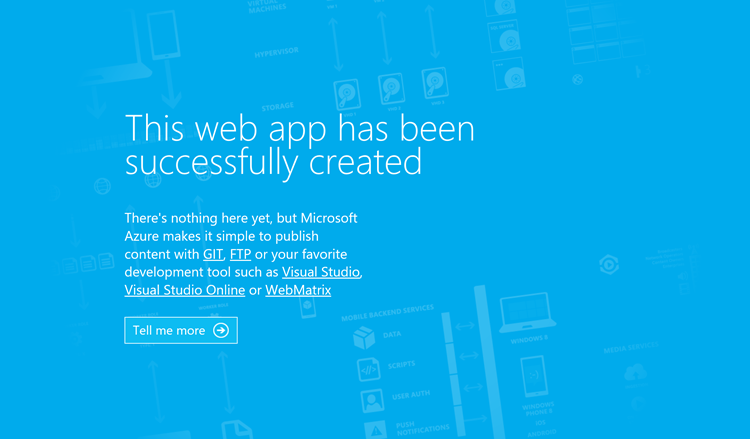 VIRTUAL
MACHINES
HYPERVISOR
STORAGE
This web app has been
successfully created
There's nothing here yet, but Microsoft
Azure makes it simple to publish
content with GIT, FTP or your favorite
development tool such as Visual Studio,
Visual Studio Online or WebMatrix
Tell me more
MOBILE BACKEND SERVICES
DATA
SCRIPTS
USER AUTH
PUSH
NOTIFICATIONS
WINDOWS 8
WINDOWS
PHONE 8
IOS
ANDROID
MEDIA SERVICES